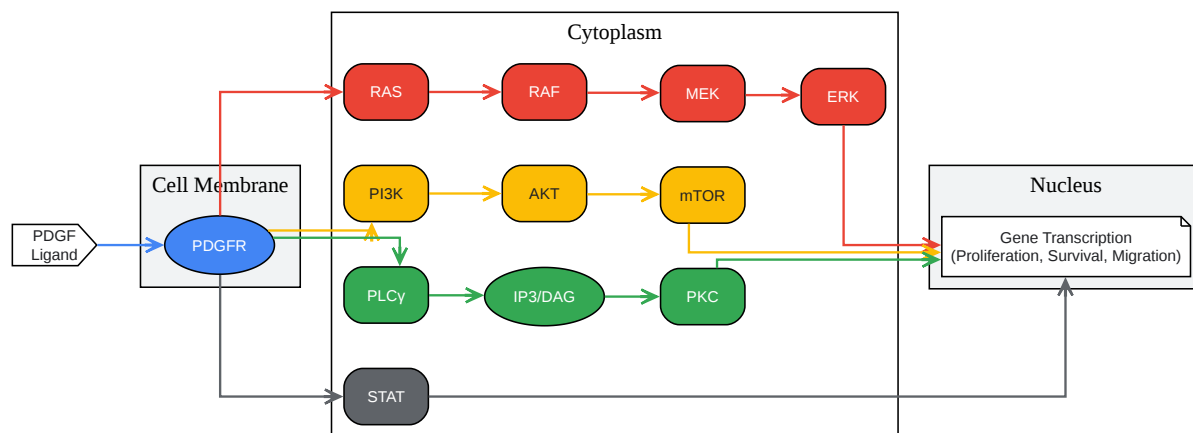 Cytoplasm
RAS
RAF
MEK
ERK
Cell Membrane
PI3K
AKT
mTOR
Nucleus
PDGF
Ligand
PDGFR
Gene Transcription
(Proliferation, Survival, Migration)
PLCγ
IP3/DAG
PKC
STAT